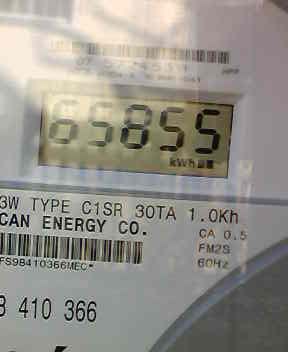 65855
kWh
3W TYPE C1SR 30TA 1.0Kh
CAN ENERGY CO.
CA 0.5
FM2S
FS98410366MEC*
60Hz
8 410 366